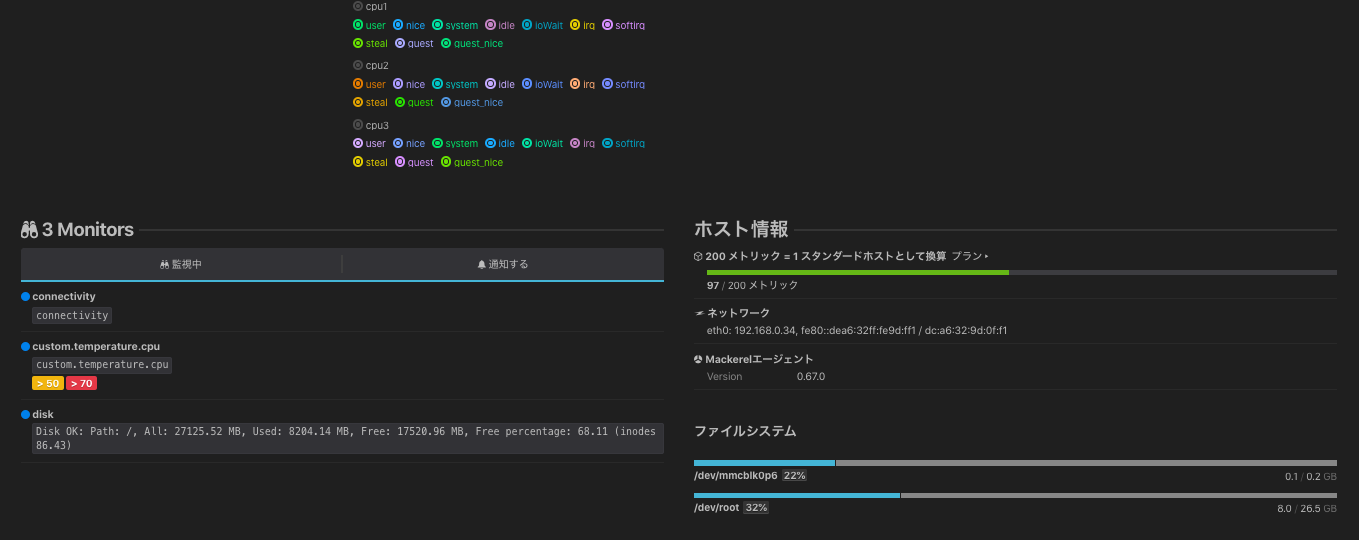 cpu1
user nice system idle ioWait irq softirq
steal guest guest_nice
cpu2
user nice system idle ioWait irq softirq
steal guest guest_nice
cpu3
user nice system idle ioWait irq softirq
steal guest guest_nice
3 Monitors
監視中 通知する
connectivity
connectivity
custom.temperature.cpu
custom.temperature.cpu
> 50 > 70
disk
Disk OK: Path: /, All: 27125.52 MB, Used: 8204.14 MB, Free: 17520.96 MB, Free percentage: 68.11 (inodes
86.43)
ホスト情報
200 メトリック = 1 スタンダードホストとして換算 プラン
97 / 200 メトリック
ネットワーク
eth0: 192.168.0.34, fe80::dea6:32ff:fe9d:ff1 / dc:a6:32:9d:0f:f1
Mackerelエージェント
Version 0.67.0
ファイルシステム
/dev/mmcblk0p6 22% 0.1 / 0.2 GB
/dev/root 32% 8.0 / 26.5 GB